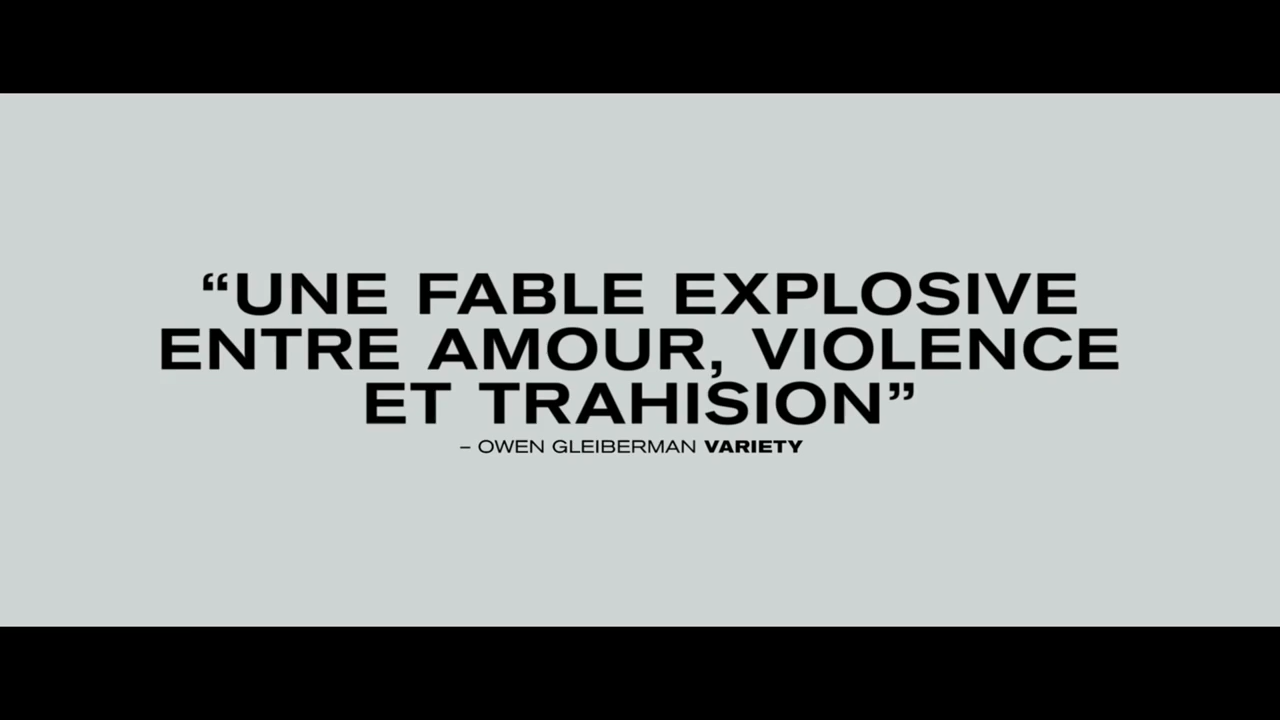 “UNE FABLE EXPLOSIVE
ENTRE AMOUR, VIOLENCE
ET TRAHISION”
– OWEN GLEIBERMAN VARIETY